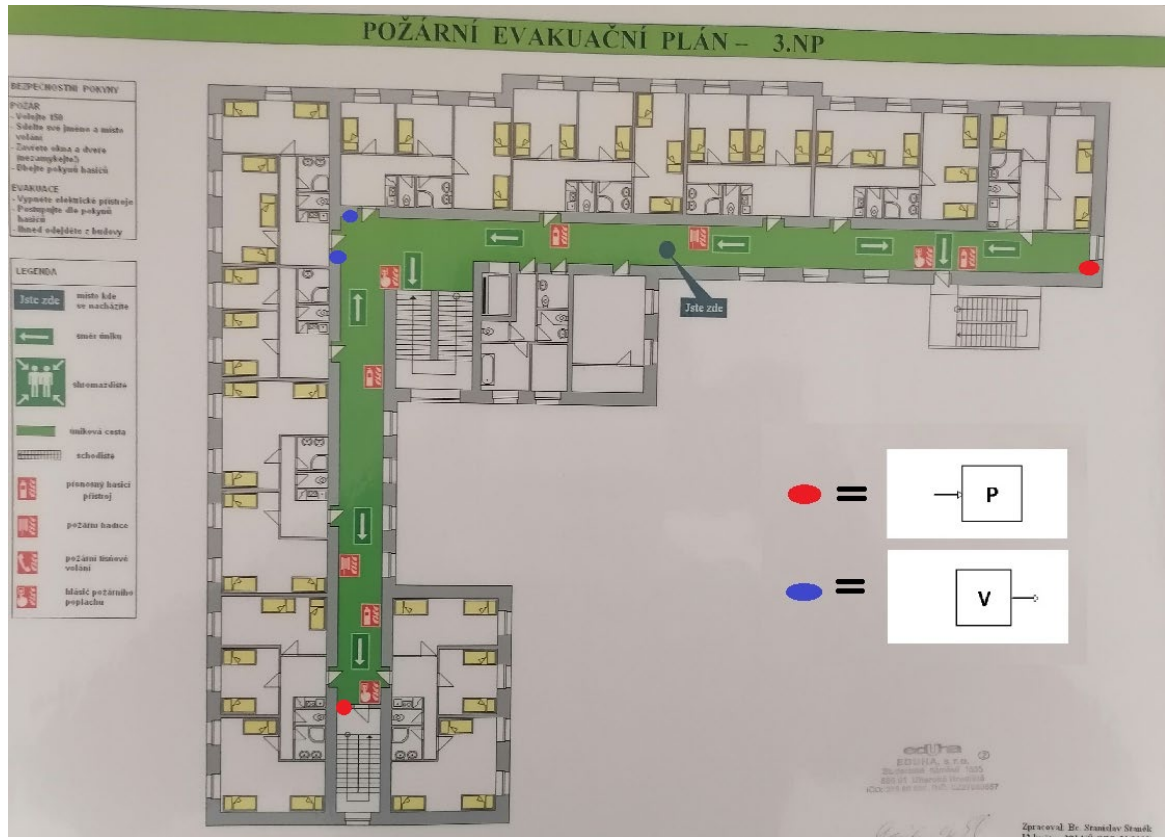 POŽÁRNÍ EVAKUAČNÍ PLÁN – 3.NP
BEZPEČNOSTNÍ POKYNY
POŽÁR
- Volejte 150
- Sdělte své jméno a místo
volání
- Zavřete okna a dveře
(nezamykejte!)
- Dbejte pokynů hasičů
EVAKUACE
- Vypněte elektrické přístroje
- Postupujte dle pokynů
hasičů
- Ihned odejděte z budovy
LEGENDA
Jste zde
místo kde
se nacházíte
směr úniku
shromaždiště
úniková cesta
schodiště
přenosný hasicí
přístroj
požární hadice
požární tísňové
volání
hlásič požárního
poplachu
Jste zde
= P
= V
eduha
EDUHA, s.r.o.
Zpracoval: Bc. Stanislav Staněk